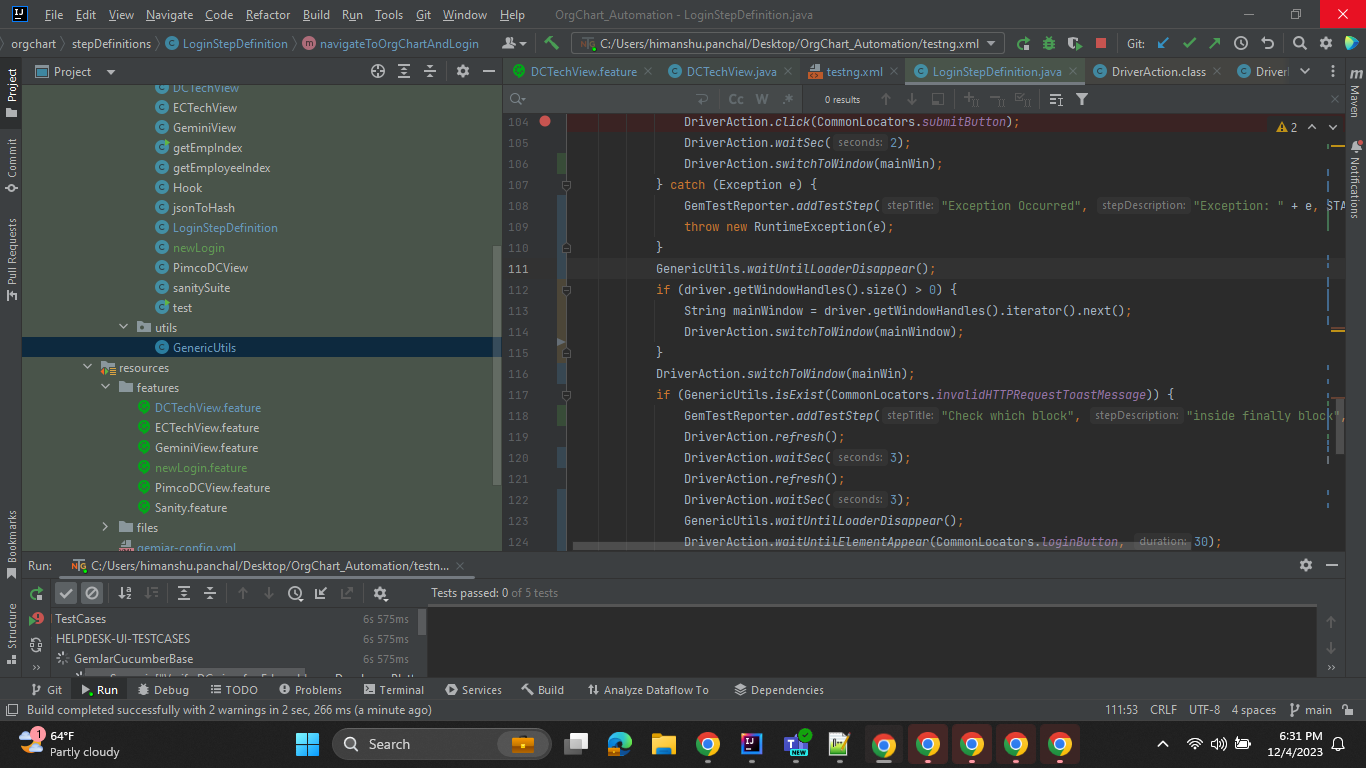 File Edit View Navigate Code Refactor Build Run Tools Git Window Help OrgChart_Automation - LoginStepDefinition.java
orgchart stepDefinitions LoginStepDefinition navigateToOrgChartAndLogin C:/Users/himanshu.panchal/Desktop/OrgChart_Automation/testng.xml Git:
Project DCTechView.feature DCTechView.java testng.xml LoginStepDefinition.java DriverAction.class Driver
Cc W .* 0 results
Project
Commit
Pull Requests
Bookmarks
Structure
DCTechView
ECTechView
GeminiView
getEmpIndex
getEmployeeIndex
Hook
jsonToHash
LoginStepDefinition
newLogin
PimcoDCView
sanitySuite
test
utils
GenericUtils
resources
features
DCTechView.feature
ECTechView.feature
GeminiView.feature
newLogin.feature
PimcoDCView.feature
Sanity.feature
files
gemjar-config.yml
104 DriverAction.click(CommonLocators.submitButton);
105 DriverAction.waitSec( seconds: 2);
106 DriverAction.switchToWindow(mainWin);
107 } catch (Exception e) {
108 GemTestReporter.addTestStep( stepTitle: "Exception Occurred", stepDescription: "Exception: " + e, STA
109 throw new RuntimeException(e);
110 }
111 GenericUtils.waitUntilLoaderDisappear();
112 if (driver.getWindowHandles().size() > 0) {
113 String mainWindow = driver.getWindowHandles().iterator().next();
114 DriverAction.switchToWindow(mainWindow);
115 }
116 DriverAction.switchToWindow(mainWin);
117 if (GenericUtils.isExist(CommonLocators.invalidHTTPRequestToastMessage)) {
118 GemTestReporter.addTestStep( stepTitle: "Check which block", stepDescription: "inside finally block",
119 DriverAction.refresh();
120 DriverAction.waitSec( seconds: 3);
121 DriverAction.refresh();
122 DriverAction.waitSec( seconds: 3);
123 GenericUtils.waitUntilLoaderDisappear();
124 DriverAction.waitUntilElementAppear(CommonLocators.loginButton, duration: 30);
2
m
Maven
Notifications
Run: C:/Users/himanshu.panchal/Desktop/OrgChart_Automation/testn...
Tests passed: 0 of 5 tests
TestCases 6s 575ms
HELPDESK-UI-TESTCASES 6s 575ms
GemJarCucumberBase 6s 575ms
Git Run Debug TODO Problems Terminal Services Build Analyze Dataflow To Dependencies
Build completed successfully with 2 warnings in 2 sec, 266 ms (a minute ago) 111:53 CRLF UTF-8 4 spaces main
1 64°F
Partly cloudy
Search
NEW
6:31 PM
12/4/2023